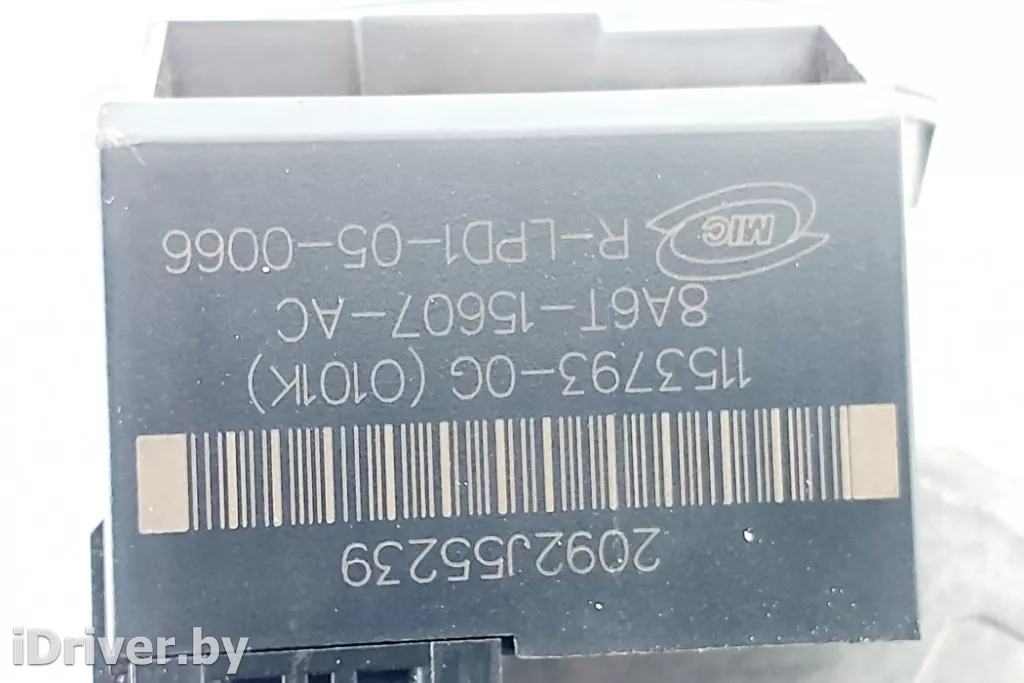 2092J55239
1153793-0G (0101K)
8A6T-15607-AC
MIC R-LPD1-05-0066
iDriver.by